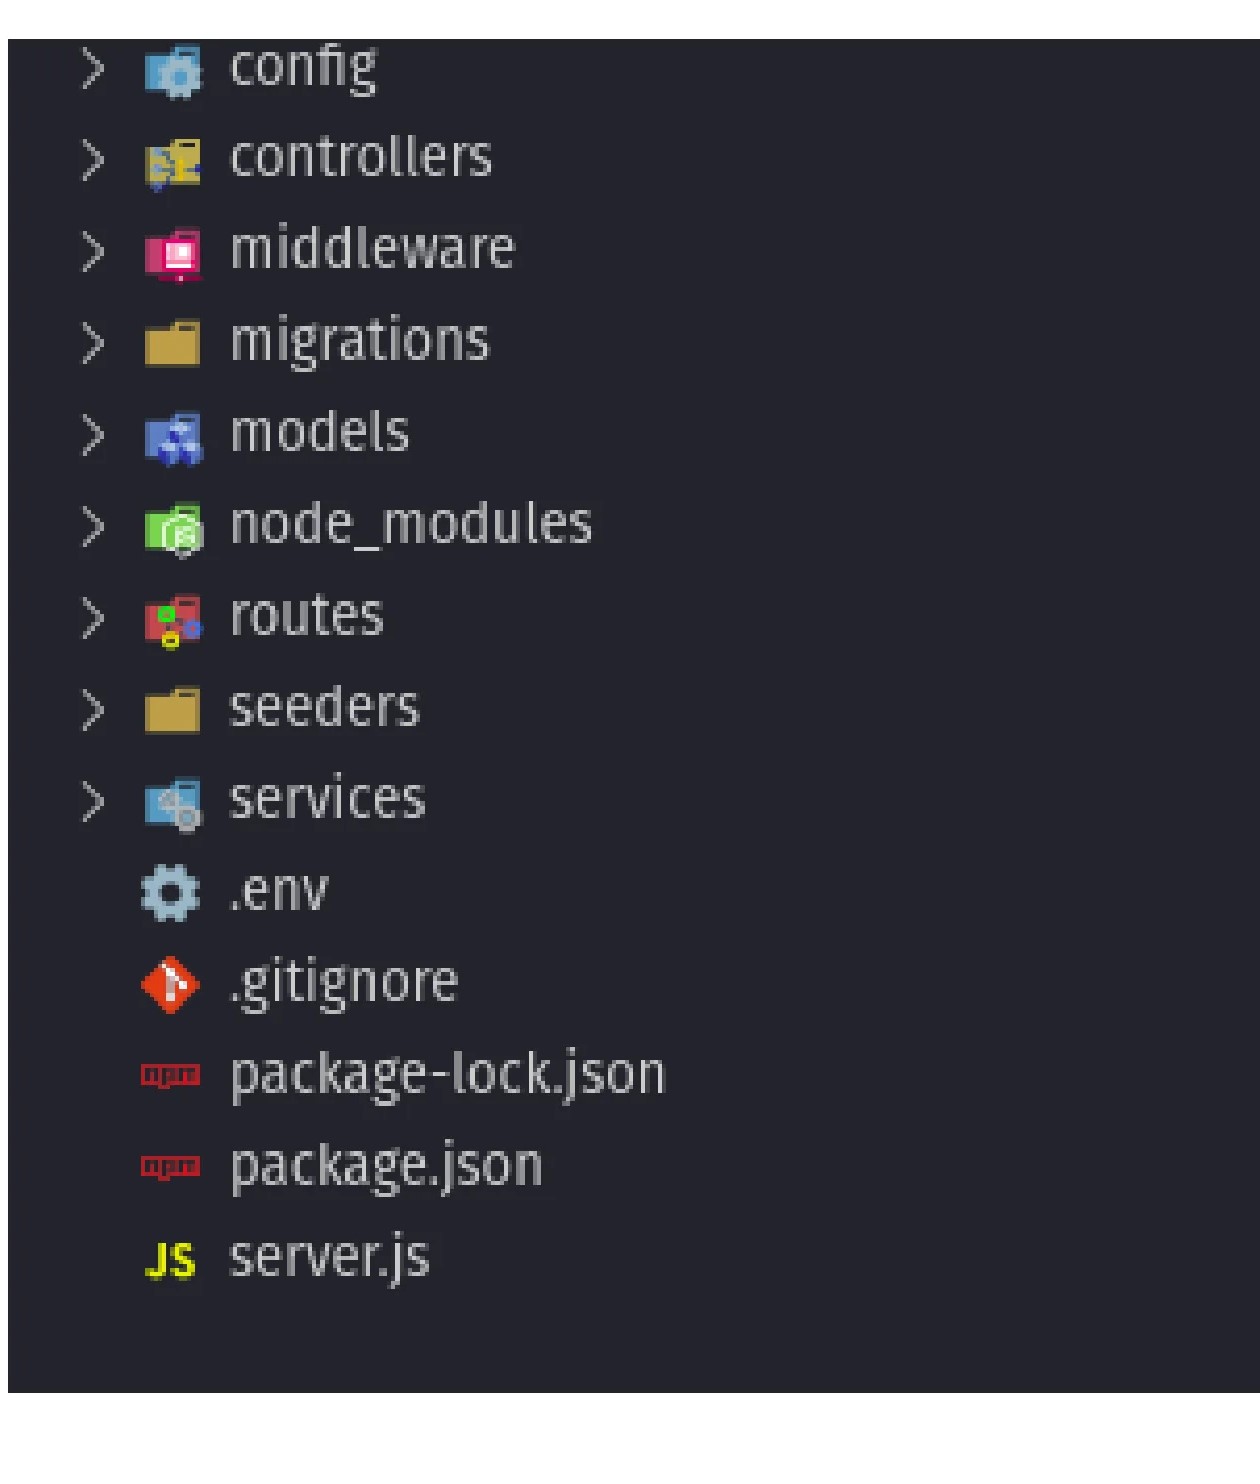 config
controllers
middleware
migrations
models
node_modules
routes
seeders
services
.env
.gitignore
npm package-lock.json
npm package.json
JS server.js